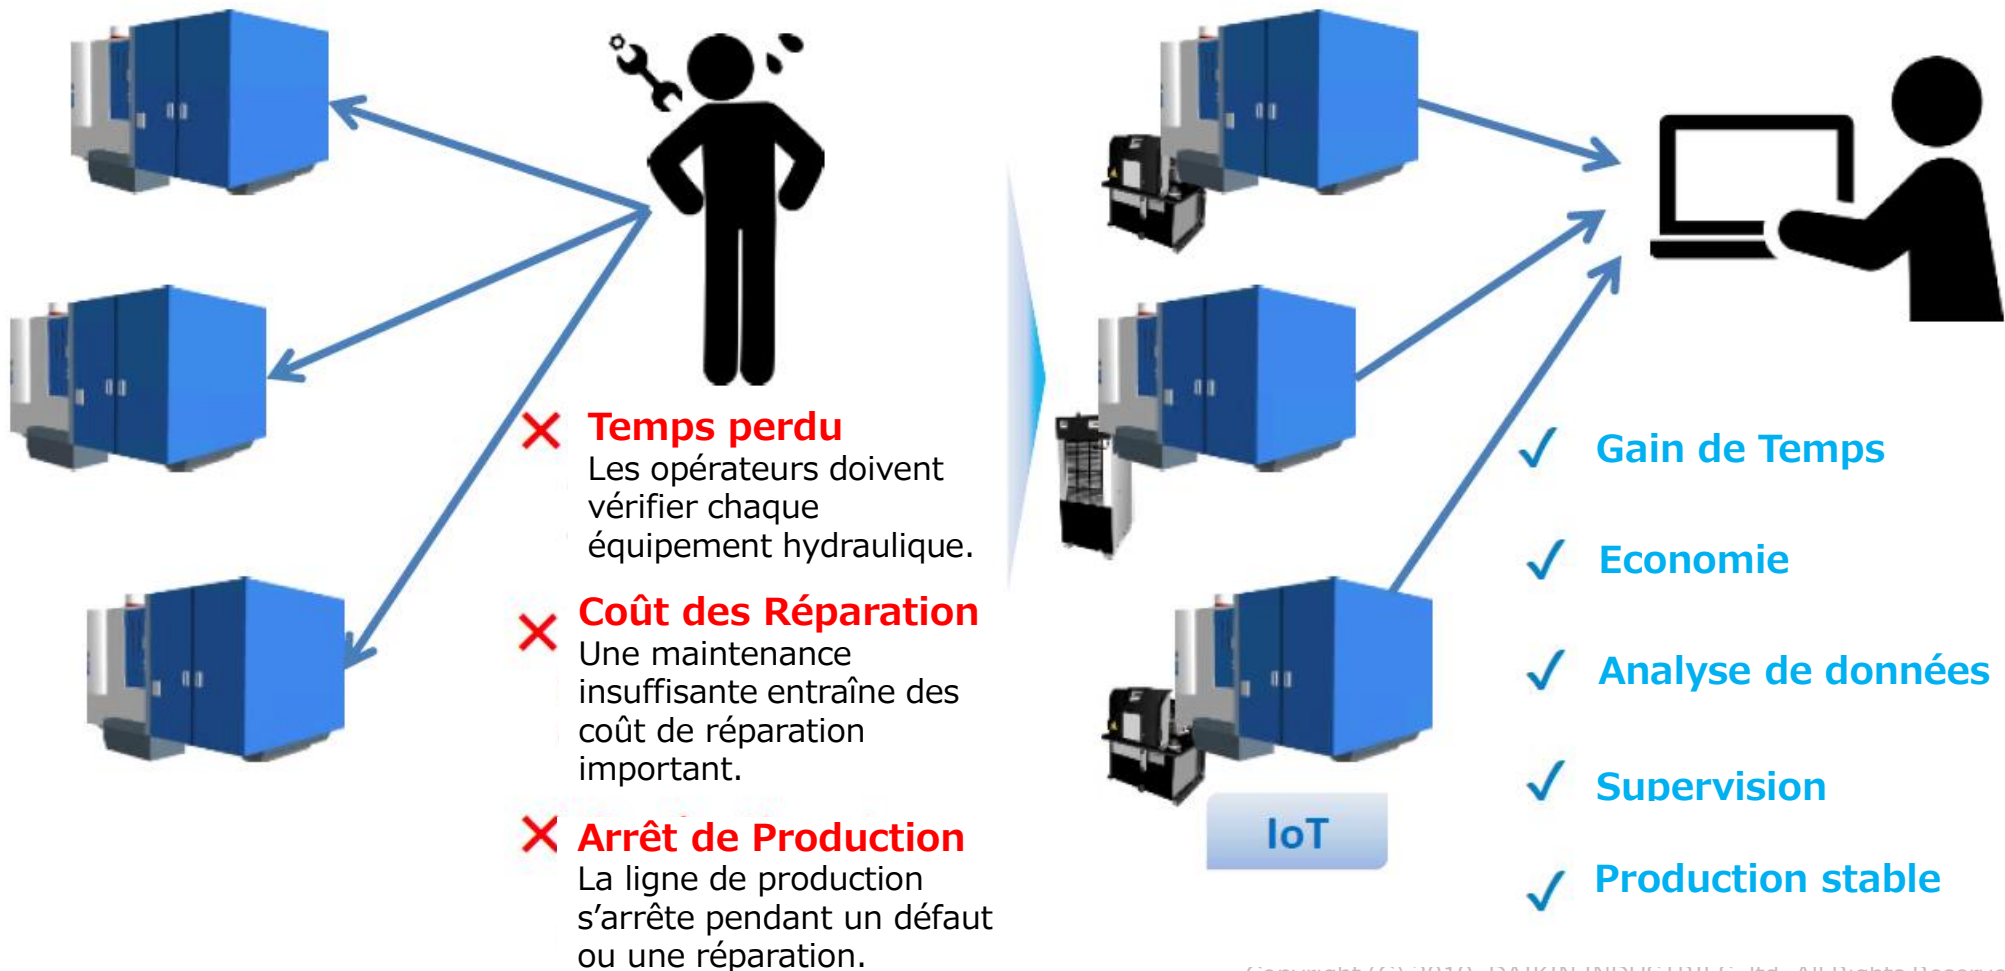 Temps perdu
Les opérateurs doivent
vérifier chaque
équipement hydraulique.
Coût des Réparation
Une maintenance
insuffisante entraîne des
coût de réparation
important.
Arrêt de Production
La ligne de production
s’arrête pendant un défaut
ou une réparation.
IoT
Gain de Temps
Economie
Analyse de données
Supervision
Production stable